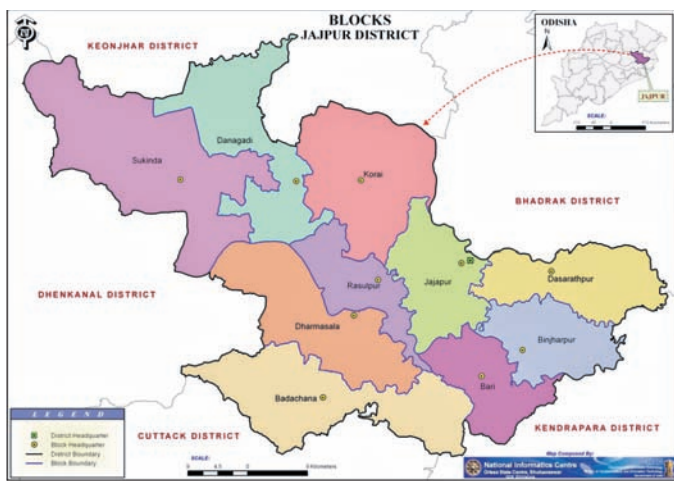 BLOCKS
JAJPUR DISTRICT
ODISHA
N
JAJPUR
SCALE:
KEONJHAR DISTRICT
N
Danagadi
Sukinda
Korai
BHADRAK DISTRICT
Dasarathpur
Jajapur
Rasulpur
DHENKANAL DISTRICT
Dharmasala
Binjharpur
Bari
Badachana
KENDRAPARA DISTRICT
CUTTACK DISTRICT
LEGEND
District Headquarter
Block Headquarter
District Boundary
Block Boundary
SCALE:
Kilometers
Map Composed By:
National Informatics Centre